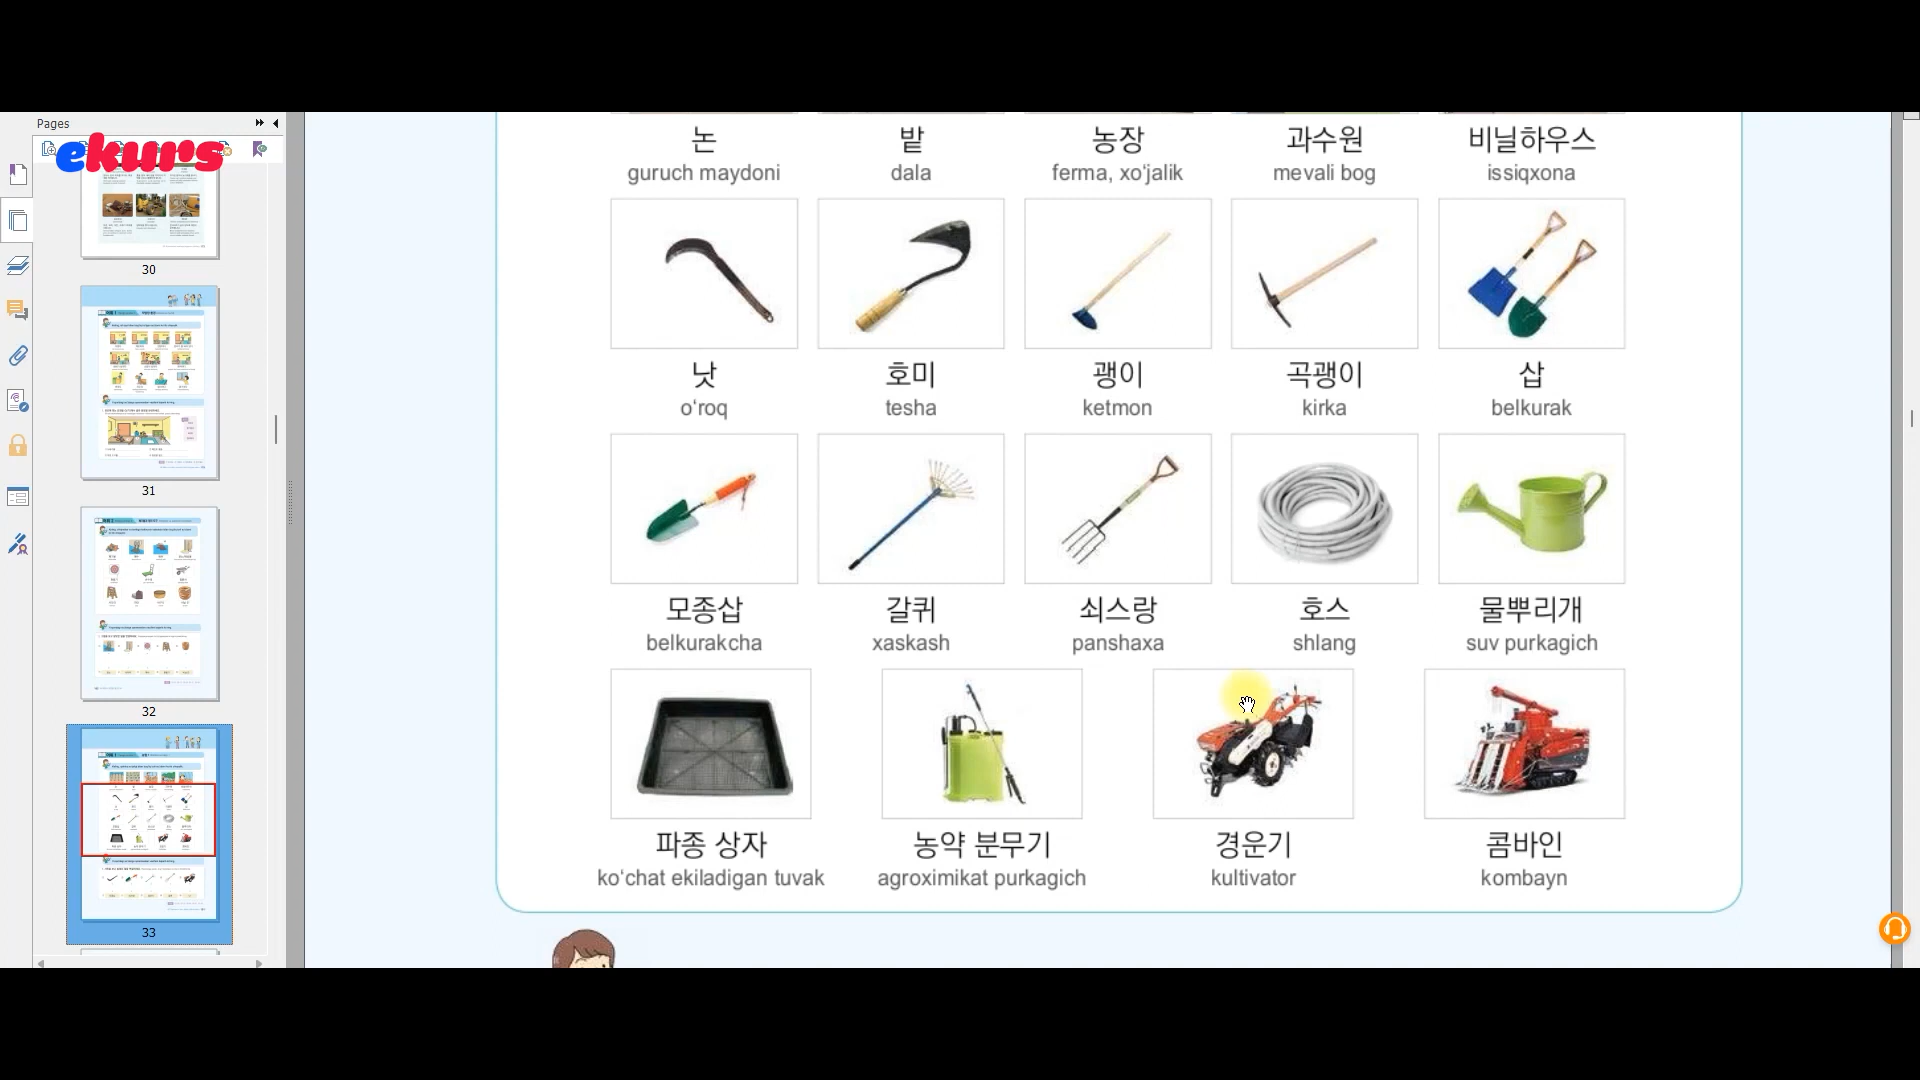 Pages
ekurs
30
31
32
33
논 밭 농장 과수원 비닐하우스
guruch maydoni dala ferma, xo‘jalik mevali bog issiqxona
낫 호미 괭이 곡괭이 삽
o‘roq tesha ketmon kirka belkurak
모종삽 갈퀴 쇠스랑 호스 물뿌리개
belkurakcha xaskash panshaxa shlang suv purkagich
파종 상자 농약 분무기 경운기 콤바인
ko‘chat ekiladigan tuvak agroximikat purkagich kultivator kombayn